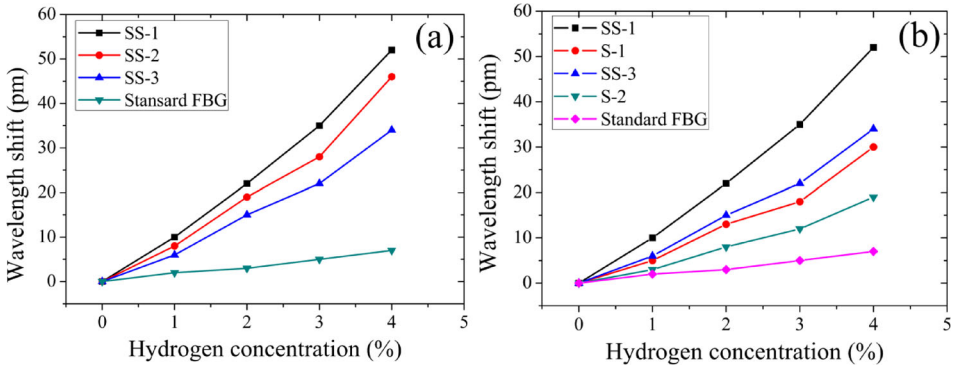 (a)
SS-1
SS-2
SS-3
Stansard FBG
Wavelength shift (pm)
60
50
40
30
20
10
0
0 1 2 3 4 5
Hydrogen concentration (%)
(b)
SS-1
S-1
SS-3
S-2
Standard FBG
Wavelength shift (pm)
60
50
40
30
20
10
0
0 1 2 3 4 5
Hydrogen concentration (%)